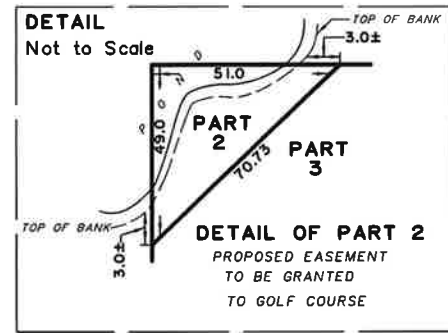 DETAIL
Not to Scale
TOP OF BANK
3.0±
51.0
POND
49.0
PART
2
PART
3
70.73
TOP OF BANK
3.0±
DETAIL OF PART 2
PROPOSED EASEMENT
TO BE GRANTED
TO GOLF COURSE